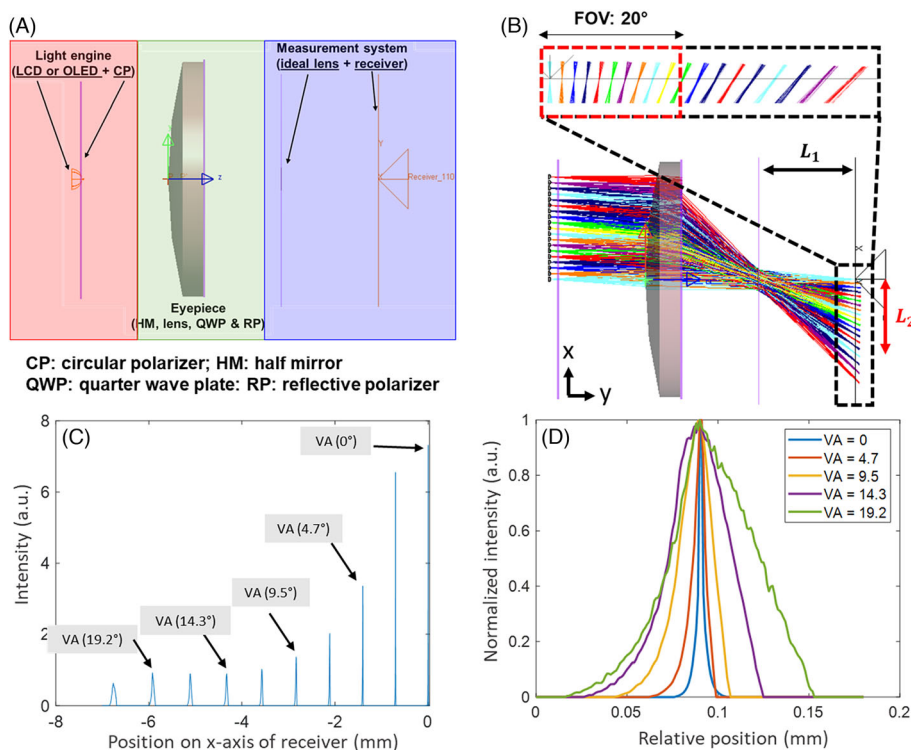 (A)
Light engine
(LCD or OLED + CP)
Measurement system
(ideal lens + receiver)
Y
z
Receiver_110
Eyepiece
(HM, lens, QWP & RP)
CP: circular polarizer; HM: half mirror
QWP: quarter wave plate: RP: reflective polarizer
(B)
FOV: 20°
L1
L2
X
x
y
(C)
VA (0°)
VA (4.7°)
VA (9.5°)
VA (14.3°)
VA (19.2°)
Intensity (a.u.)
8
6
4
2
0
-8
-6
-4
-2
0
Position on x-axis of receiver (mm)
(D)
VA = 0
VA = 4.7
VA = 9.5
VA = 14.3
VA = 19.2
Normalized intensity (a.u.)
1
0.8
0.6
0.4
0.2
0
0
0.05
0.1
0.15
0.2
Relative position (mm)